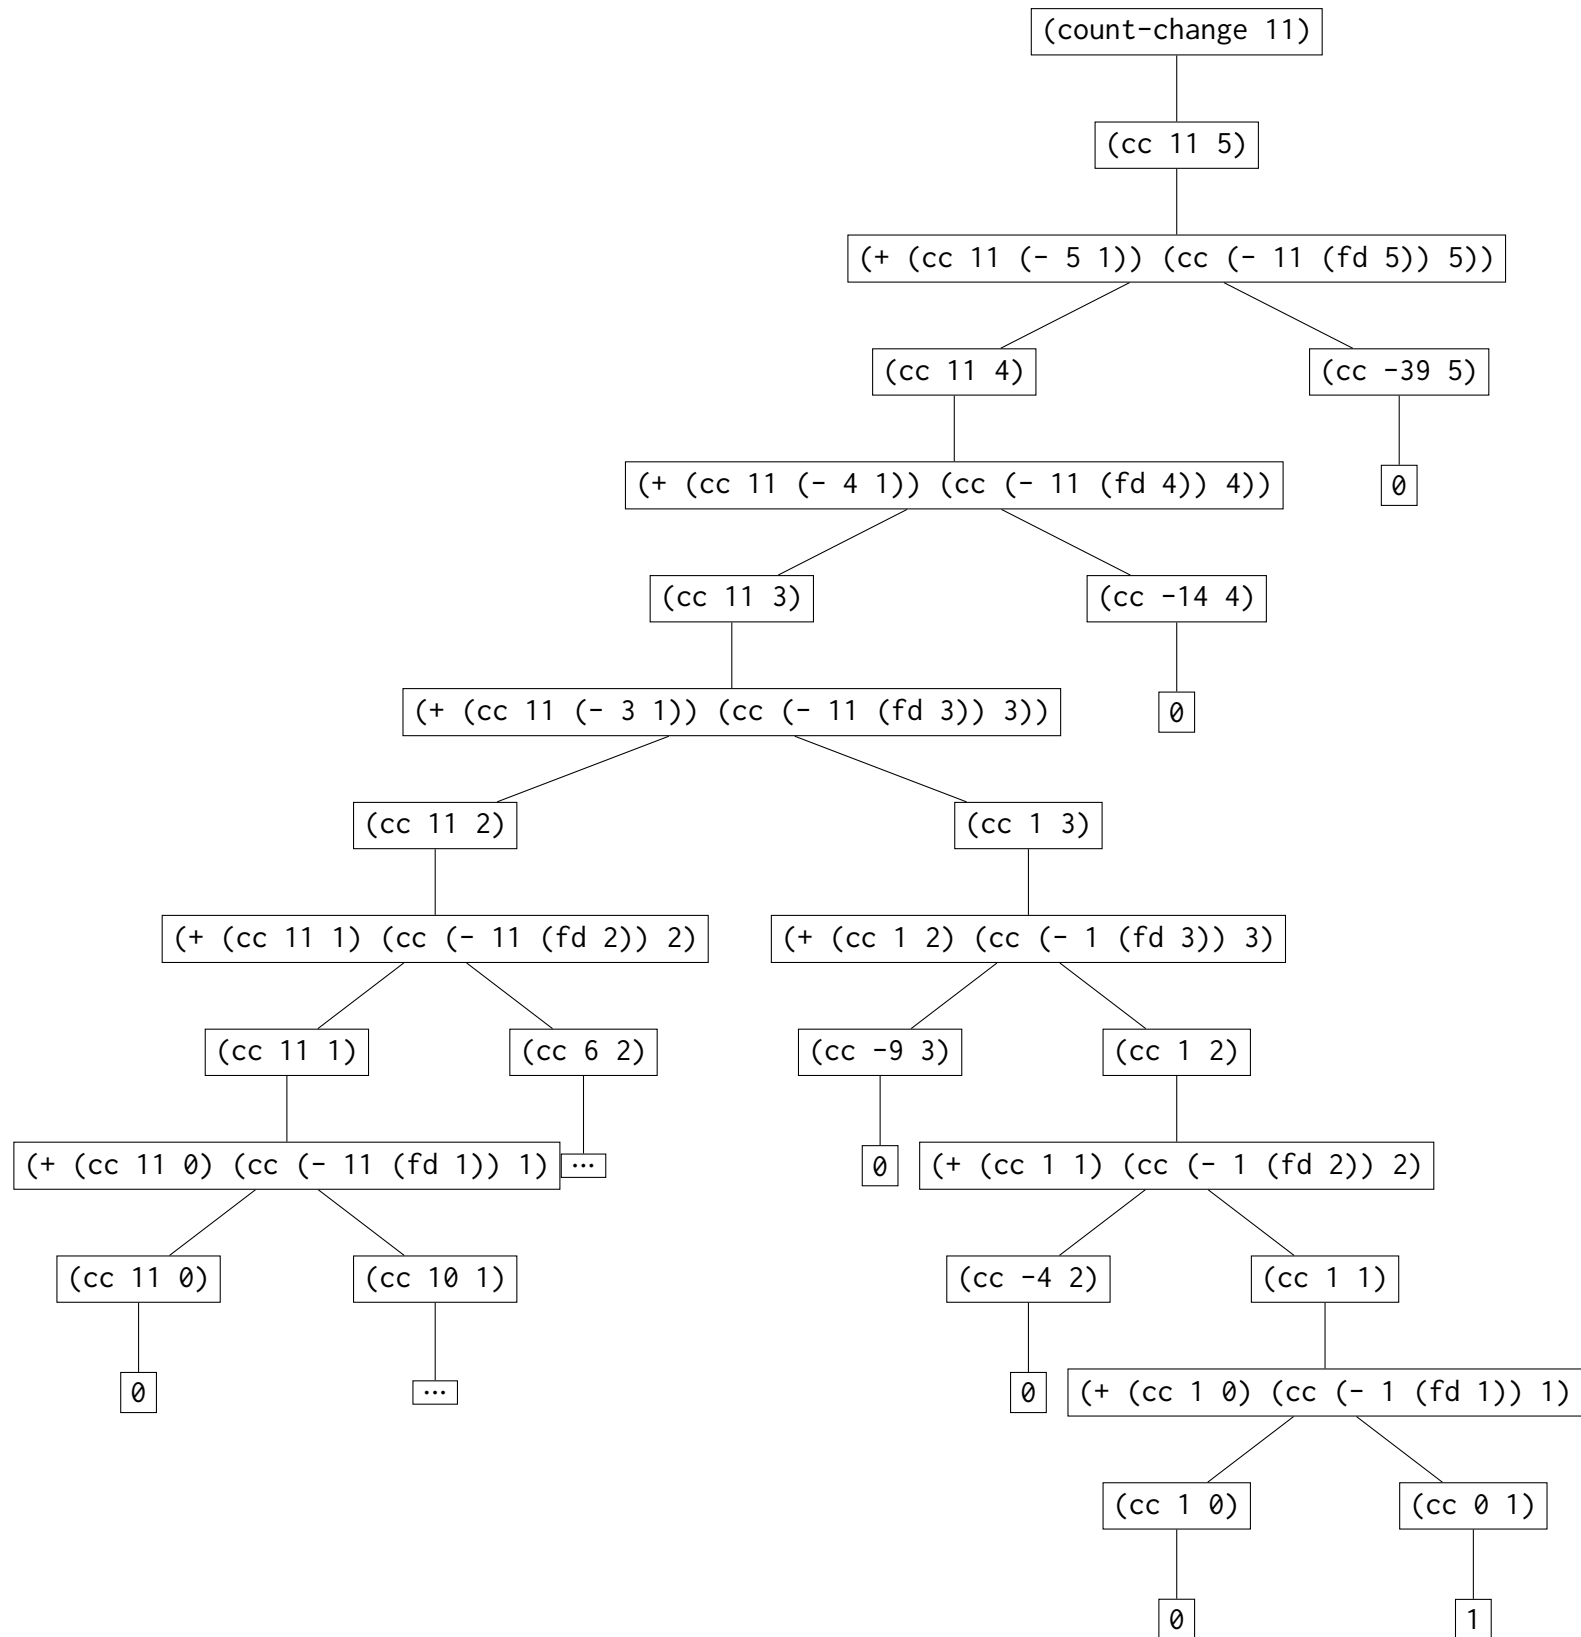 (count-change 11)
(cc 11 5)
(+ (cc 11 (- 5 1)) (cc (- 11 (fd 5)) 5))
(cc 11 4)
(cc -39 5)
(+ (cc 11 (- 4 1)) (cc (- 11 (fd 4)) 4))
0
(cc 11 3)
(cc -14 4)
(+ (cc 11 (- 3 1)) (cc (- 11 (fd 3)) 3))
0
(cc 11 2)
(cc 1 3)
(+ (cc 11 1) (cc (- 11 (fd 2)) 2)
(+ (cc 1 2) (cc (- 1 (fd 3)) 3)
(cc 11 1)
(cc 6 2)
(cc -9 3)
(cc 1 2)
(+ (cc 11 0) (cc (- 11 (fd 1)) 1)
...
0
(+ (cc 1 1) (cc (- 1 (fd 2)) 2)
(cc 11 0)
(cc 10 1)
(cc -4 2)
(cc 1 1)
0
...
0
(+ (cc 1 0) (cc (- 1 (fd 1)) 1)
(cc 1 0)
(cc 0 1)
0
1